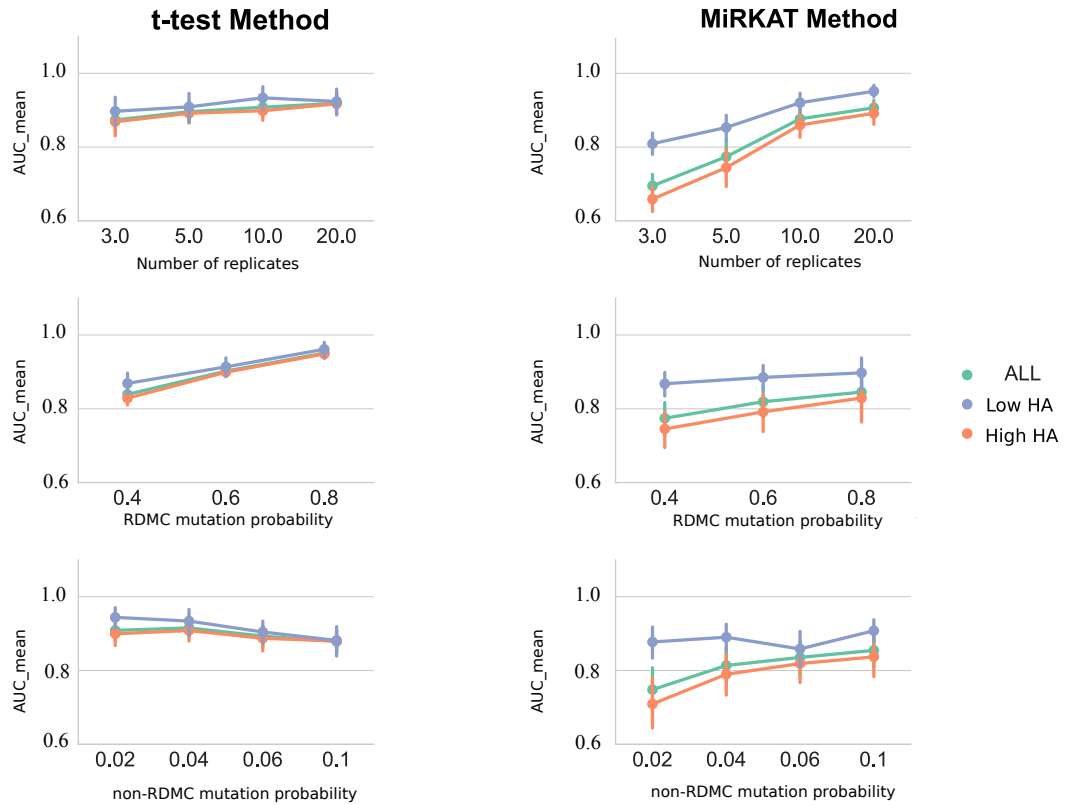 t-test Method
AUC_mean
1.0
0.8
0.6
3.0 5.0 10.0 20.0
Number of replicates
MiRKAT Method
AUC_mean
1.0
0.8
0.6
3.0 5.0 10.0 20.0
Number of replicates
AUC_mean
1.0
0.8
0.6
0.4 0.6 0.8
RDMC mutation probability
AUC_mean
1.0
0.8
0.6
0.4 0.6 0.8
RDMC mutation probability
ALL
Low HA
High HA
AUC_mean
1.0
0.8
0.6
0.02 0.04 0.06 0.1
non-RDMC mutation probability
AUC_mean
1.0
0.8
0.6
0.02 0.04 0.06 0.1
non-RDMC mutation probability